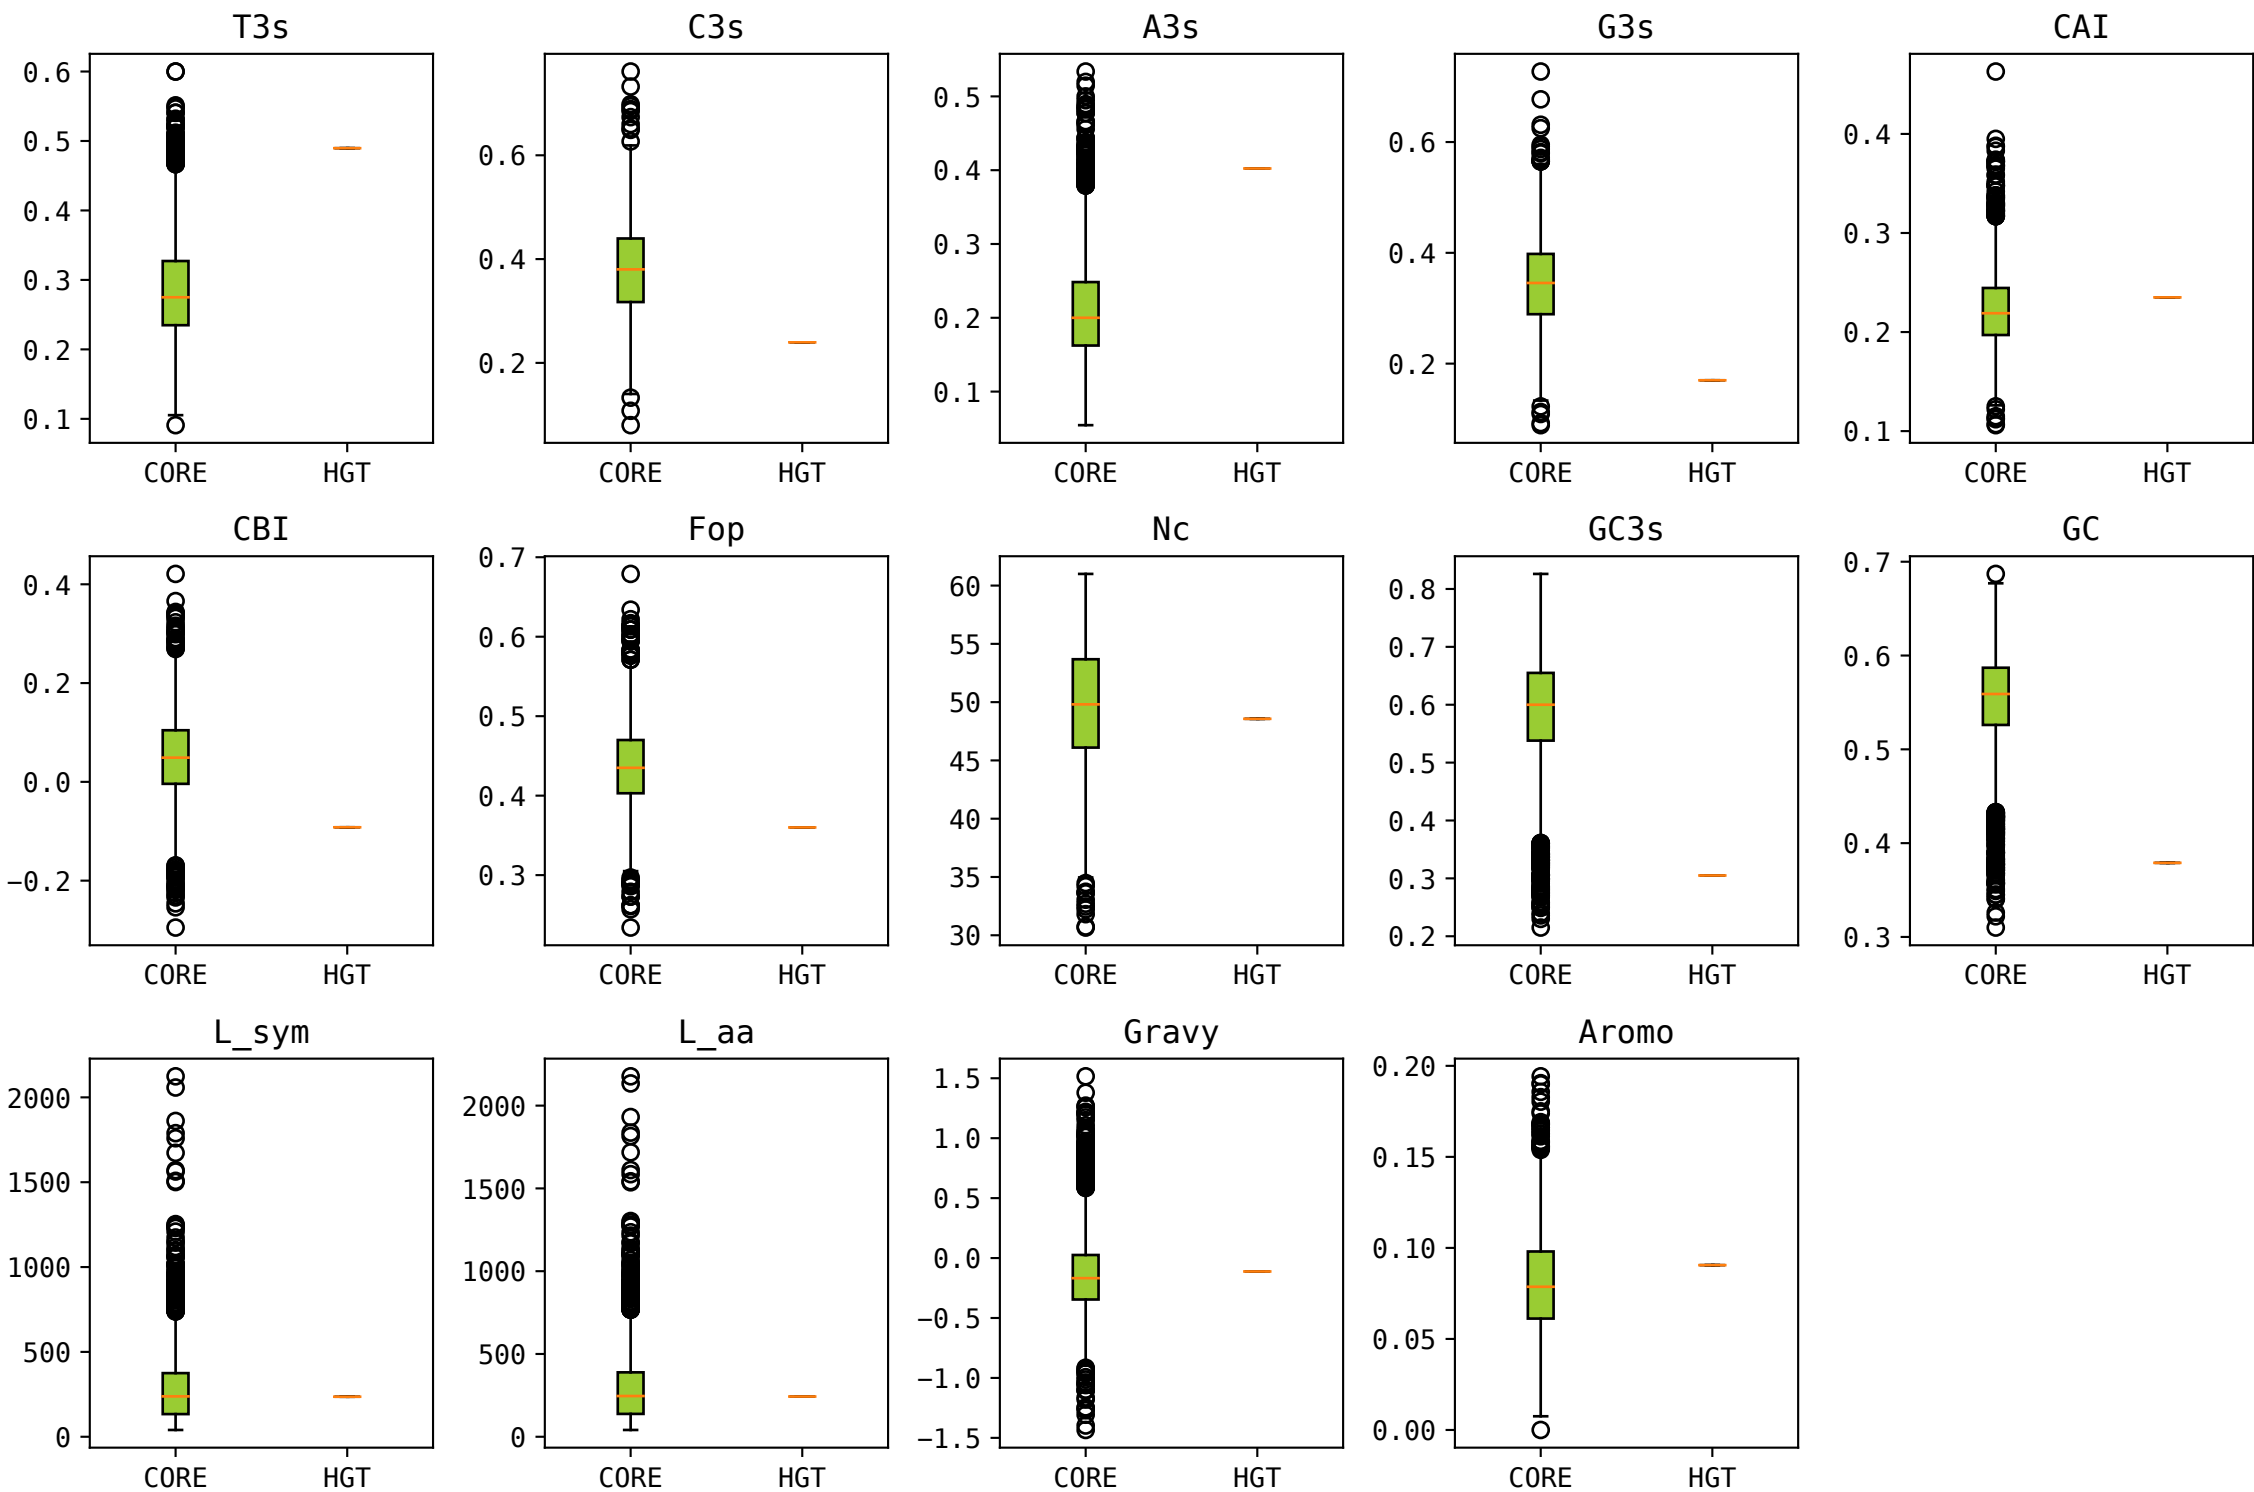 T3s C3s A3s G3s CAI
0.6 0.5 0.4 0.3 0.2 0.1
0.6 0.4 0.2
0.5 0.4 0.3 0.2 0.1
0.6 0.4 0.2
0.4 0.3 0.2 0.1
CORE HGT CORE HGT CORE HGT CORE HGT CORE HGT
CBI Fop Nc GC3s GC
0.4 0.2 0.0 −0.2
0.7 0.6 0.5 0.4 0.3
60 55 50 45 40 35 30
0.8 0.7 0.6 0.5 0.4 0.3 0.2
0.7 0.6 0.5 0.4 0.3
CORE HGT CORE HGT CORE HGT CORE HGT CORE HGT
L_sym L_aa Gravy Aromo
2000 1500 1000 500 0
2000 1500 1000 500 0
1.5 1.0 0.5 0.0 −0.5 −1.0 −1.5
0.20 0.15 0.10 0.05 0.00
CORE HGT CORE HGT CORE HGT CORE HGT